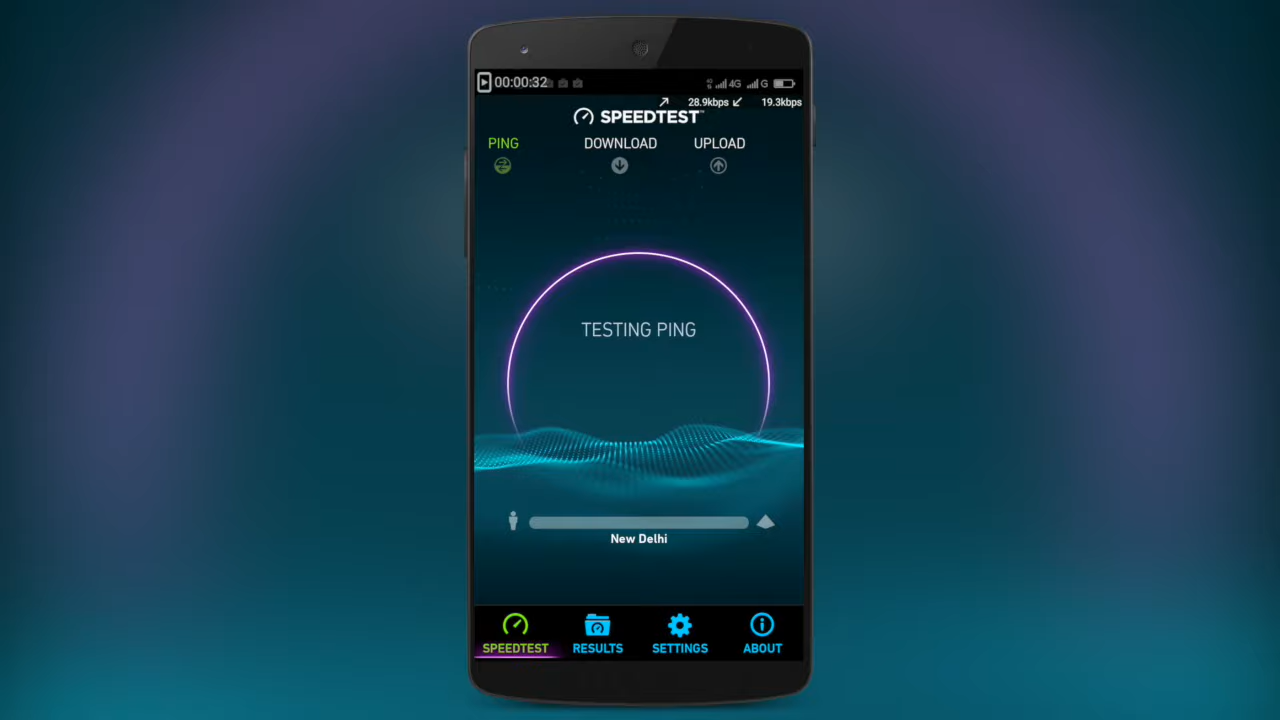 00:00:32 4G G
28.9kbps 19.3kbps
SPEEDTEST™
PING DOWNLOAD UPLOAD
TESTING PING
New Delhi
SPEEDTEST RESULTS SETTINGS ABOUT